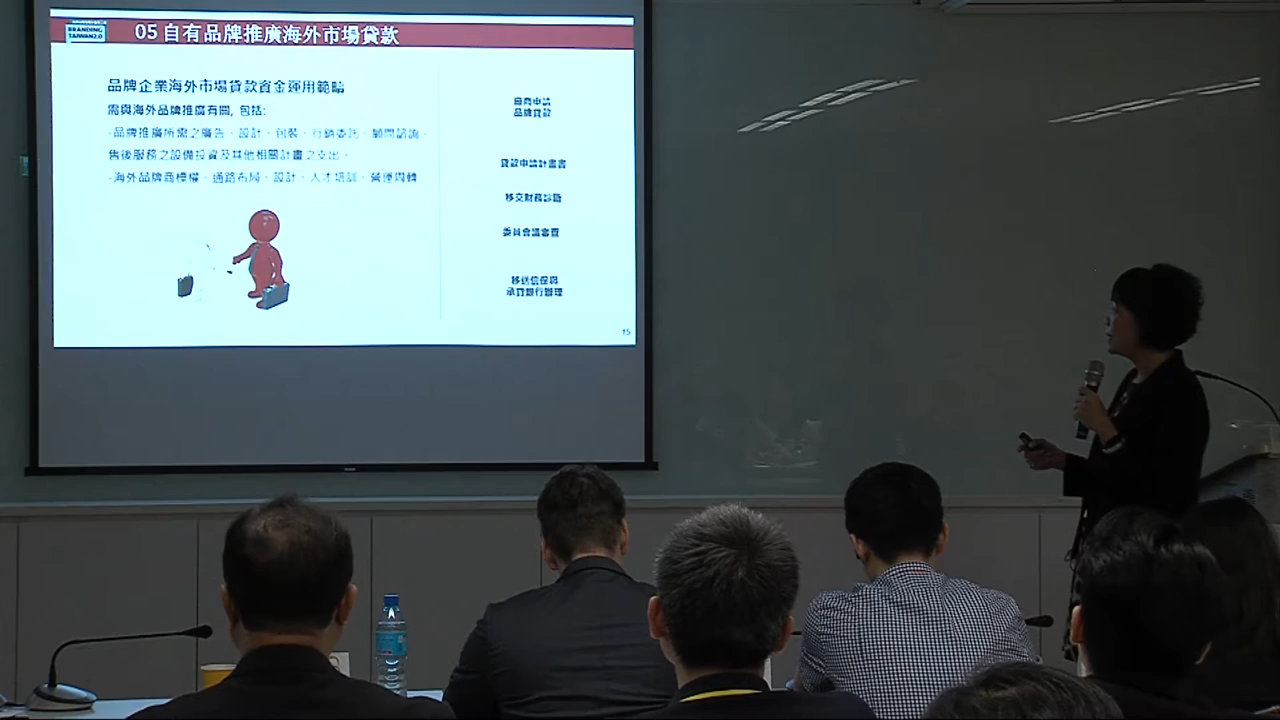 BRANDING
TAIWAN2.0
05 自有品牌推廣海外市場貸款
品牌企業海外市場貸款資金運用範疇
需與海外品牌推廣有關, 包括:
-品牌推廣所需之廣告、設計、包裝、行銷委託、顧問諮詢、
售後服務之設備投資及其他相關計畫之支出。
-海外品牌商標權、通路布局、設計、人才培訓、營運周轉
廠商申請
品牌貸款
貸款申請計畫書
移交財務診斷
委員會議審查
移送信保與
承貸銀行辦理
15